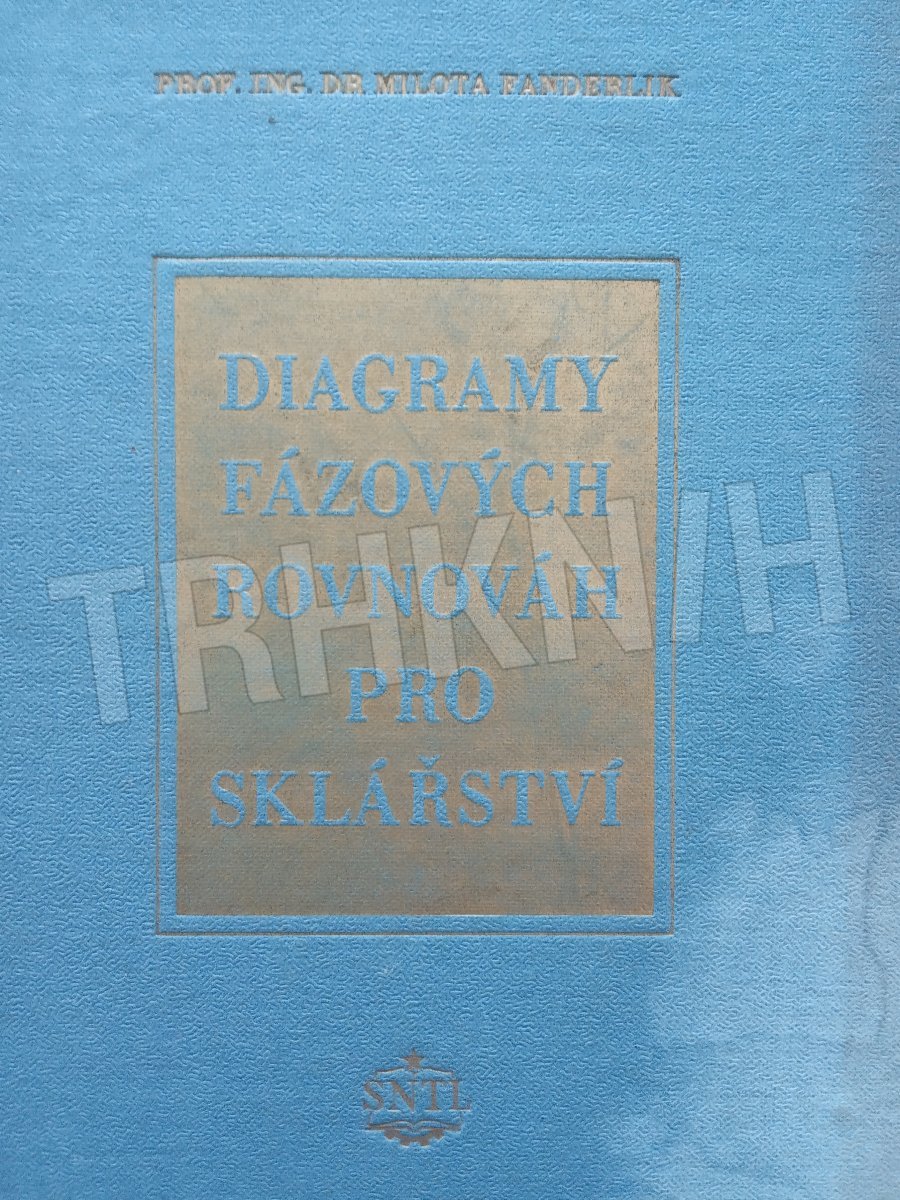 PROF. ING. DR MILOTA FANDERLIK
DIAGRAMY
FÁZOVÝCH
ROVNOVÁH
PRO
SKLÁŘSTVÍ
TRHKNIH
SNTL